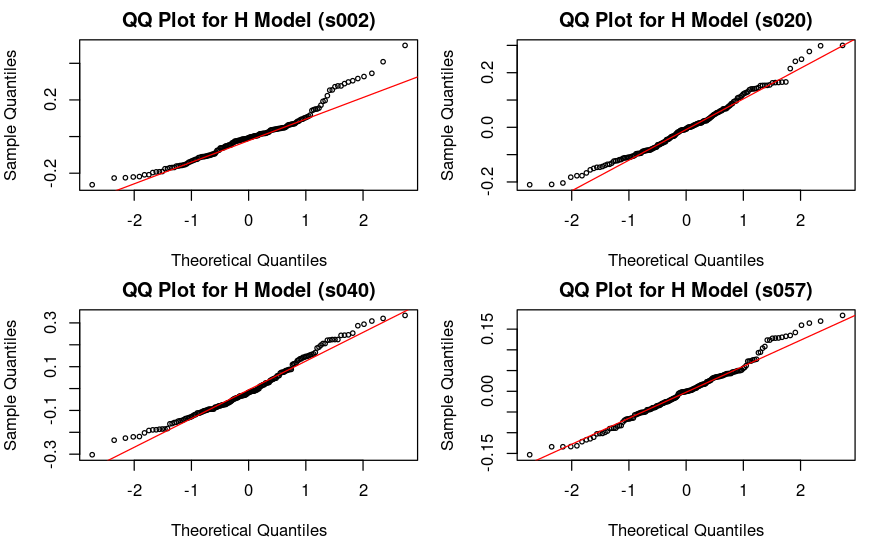 QQ Plot for H Model (s002)
Sample Quantiles
0.2
-0.2
-2 -1 0 1 2
Theoretical Quantiles
QQ Plot for H Model (s020)
Sample Quantiles
0.2
0.0
-0.2
-2 -1 0 1 2
Theoretical Quantiles
QQ Plot for H Model (s040)
Sample Quantiles
0.3
0.1
-0.1
-0.3
-2 -1 0 1 2
Theoretical Quantiles
QQ Plot for H Model (s057)
Sample Quantiles
0.15
0.00
-0.15
-2 -1 0 1 2
Theoretical Quantiles